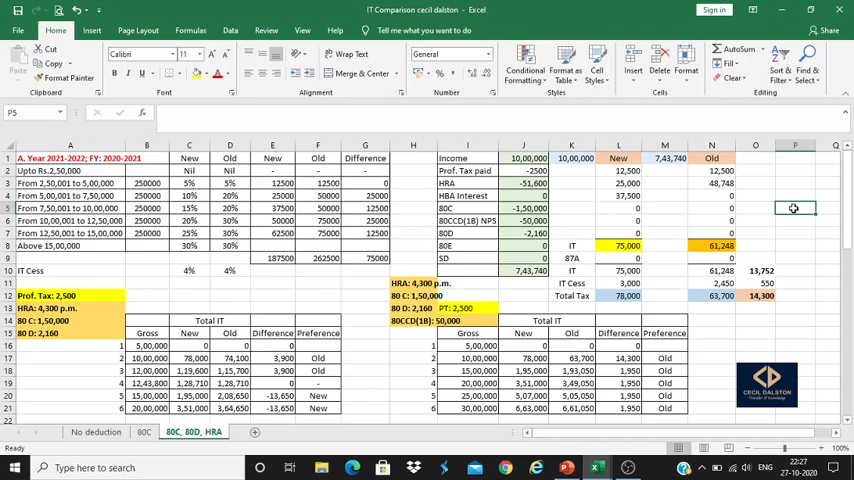 IT Comparison cecil dalston - Excel
Sign in
File Home Insert Page Layout Formulas Data Review View Help Tell me what you want to do Share
Cut
Copy
Format Painter
Paste
Clipboard
Calibri 11
Font
Wrap Text
Merge & Center
Alignment
General
Number
Conditional Formatting
Format as Table
Cell Styles
Styles
Insert Delete Format
Cells
AutoSum
Fill
Clear
Sort & Filter
Find & Select
Editing
P5
A B C D E F G H I J K L M N O P Q
1 A. Year 2021-2022; FY: 2020-2021 New Old New Old Difference Income 10,00,000 10,00,000 New 7,43,740 Old
2 Upto Rs.2,50,000 Nil Nil - - - Prof. Tax paid -2500 12,500 12,500
3 From 2,50,001 to 5,00,000 250000 5% 5% 12500 12500 0 HRA -51,600 25,000 48,748
4 From 5,00,001 to 7,50,000 250000 10% 20% 25000 50000 25000 HBA Interest 0 37,500 0
5 From 7,50,001 to 10,00,000 250000 15% 20% 37500 50000 12500 80C -1,50,000 0 0
6 From 10,00,001 to 12,50,000 250000 20% 30% 50000 75000 25000 80CCD(1B) NPS -50,000 0 0
7 From 12,50,001 to 15,00,000 250000 25% 30% 62500 75000 12500 80D -2,160 0 0
8 Above 15,00,000 30% 30% 80E 0 IT 75,000 61,248
9 187500 262500 75000 SD 0 87A 0 0
10 IT Cess 4% 4% 7,43,740 IT 75,000 61,248 13,752
11 HRA: 4,300 p.m. IT Cess 3,000 2,450 550
12 Prof. Tax: 2,500 80 C: 1,50,000 Total Tax 78,000 63,700 14,300
13 HRA: 4,300 p.m. 80 D: 2,160 PT: 2,500
14 80 C: 1,50,000 Total IT 80CCD(1B): 50,000 Total IT
15 80 D: 2,160 Gross New Old Difference Preference Gross New Old Difference Preference
16 1 5,00,000 0 0 0 1 5,00,000 0 0 0
17 2 10,00,000 78,000 74,100 3,900 Old 2 10,00,000 78,000 63,700 14,300 Old
18 3 12,00,000 1,19,600 1,15,700 3,900 Old 3 15,00,000 1,95,000 1,93,050 1,950 Old
19 4 12,43,800 1,28,710 1,28,710 0 - 4 20,00,000 3,51,000 3,49,050 1,950 Old
20 5 15,00,000 1,95,000 2,08,650 -13,650 New 5 25,00,000 5,07,000 5,05,050 1,950 Old
21 6 20,00,000 3,51,000 3,64,650 -13,650 New 6 30,00,000 6,63,000 6,61,050 1,950 Old
22
CECIL DALSTON
Transfer of Knowledge
No deduction 80C 80C, 80D, HRA
Ready 100%
Type here to search
ENG
22:27
27-10-2020